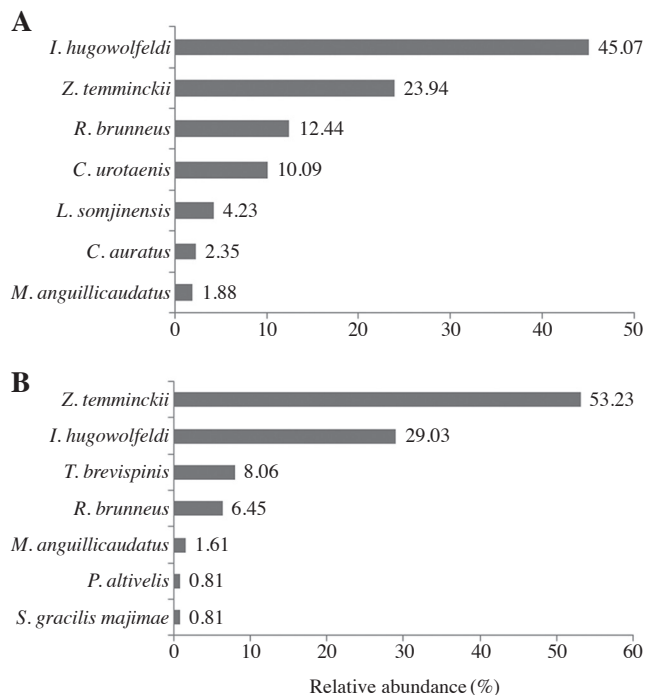 A
I. hugowolfeldi 45.07
Z. temminckii 23.94
R. brunneus 12.44
C. urotaenis 10.09
L. somjinensis 4.23
C. auratus 2.35
M. anguillicaudatus 1.88
0 10 20 30 40 50
B
Z. temminckii 53.23
I. hugowolfeldi 29.03
T. brevispinis 8.06
R. brunneus 6.45
M. anguillicaudatus 1.61
P. altivelis 0.81
S. gracilis majimae 0.81
0 10 20 30 40 50 60
Relative abundance (%)